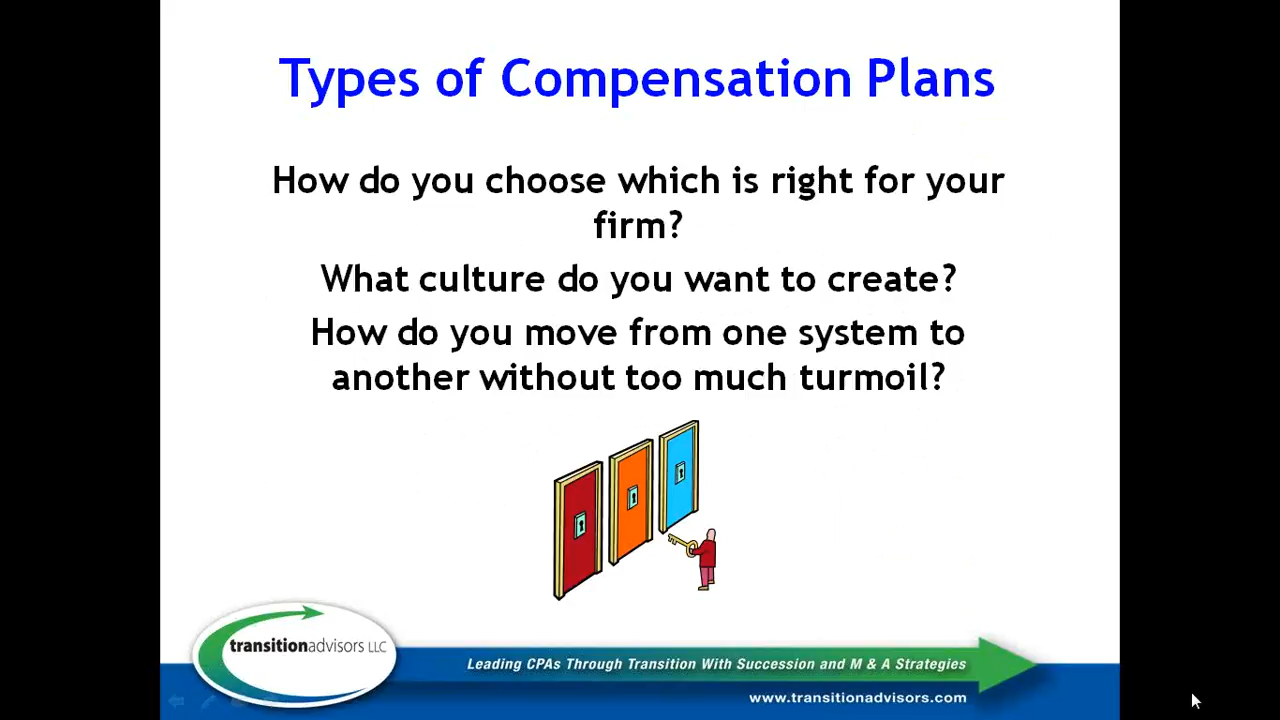 Types of Compensation Plans
How do you choose which is right for your
firm?
What culture do you want to create?
How do you move from one system to
another without too much turmoil?
transitionadvisors LLC
Leading CPAs Through Transition With Succession and M & A Strategies
www.transitionadvisors.com